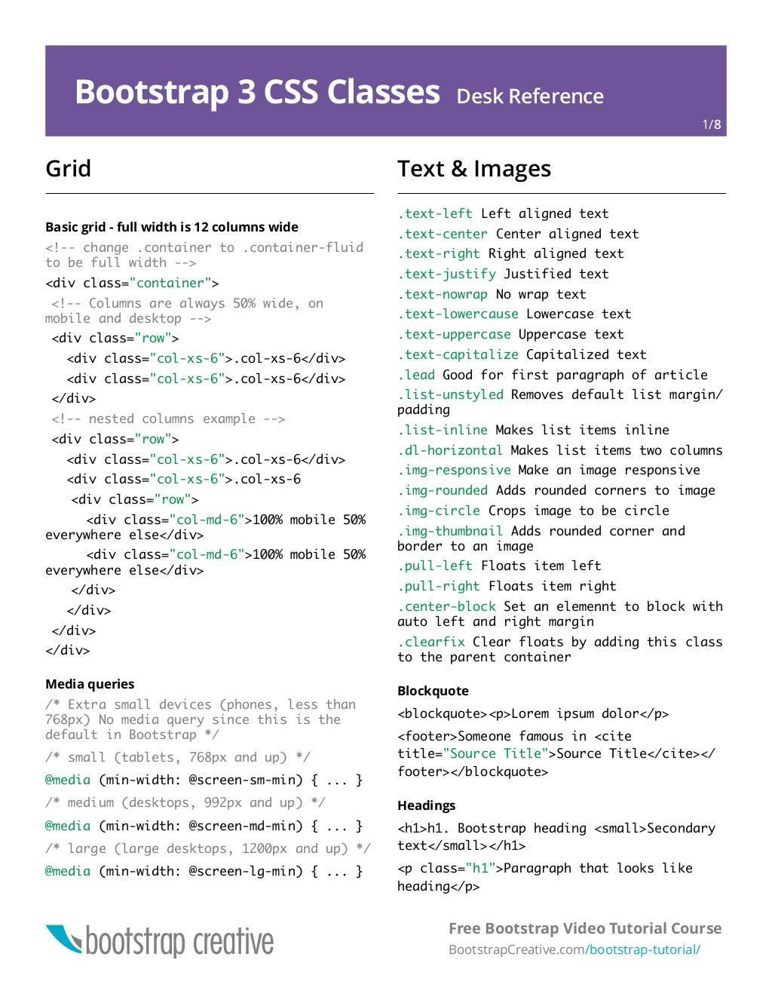 Bootstrap 3 CSS Classes Desk Reference
1/8
Grid
Basic grid - full width is 12 columns wide
<!-- change .container to .container-fluid
to be full width -->
<div class="container">
<!-- Columns are always 50% wide, on
mobile and desktop -->
<div class="row">
<div class="col-xs-6">.col-xs-6</div>
<div class="col-xs-6">.col-xs-6</div>
</div>
<!-- nested columns example -->
<div class="row">
<div class="col-xs-6">.col-xs-6</div>
<div class="col-xs-6">.col-xs-6
<div class="row">
<div class="col-md-6">100% mobile 50%
everywhere else</div>
<div class="col-md-6">100% mobile 50%
everywhere else</div>
</div>
</div>
</div>
</div>
Media queries
/* Extra small devices (phones, less than
768px) No media query since this is the
default in Bootstrap */
/* small (tablets, 768px and up) */
@media (min-width: @screen-sm-min) { ... }
/* medium (desktops, 992px and up) */
@media (min-width: @screen-md-min) { ... }
/* large (large desktops, 1200px and up) */
@media (min-width: @screen-lg-min) { ... }
Text & Images
.text-left Left aligned text
.text-center Center aligned text
.text-right Right aligned text
.text-justify Justified text
.text-nowrap No wrap text
.text-lowercause Lowercase text
.text-uppercase Uppercase text
.text-capitalize Capitalized text
.lead Good for first paragraph of article
.list-unstyled Removes default list margin/
padding
.list-inline Makes list items inline
.dl-horizontal Makes list items two columns
.img-responsive Make an image responsive
.img-rounded Adds rounded corners to image
.img-circle Crops image to be circle
.img-thumbnail Adds rounded corner and
border to an image
.pull-left Floats item left
.pull-right Floats item right
.center-block Set an elemennt to block with
auto left and right margin
.clearfix Clear floats by adding this class
to the parent container
Blockquote
<blockquote><p>Lorem ipsum dolor</p>
<footer>Someone famous in <cite
title="Source Title">Source Title</cite></
footer></blockquote>
Headings
<h1>h1. Bootstrap heading <small>Secondary
text</small></h1>
<p class="h1">Paragraph that looks like
heading</p>
bootstrap creative
Free Bootstrap Video Tutorial Course
BootstrapCreative.com/bootstrap-tutorial/